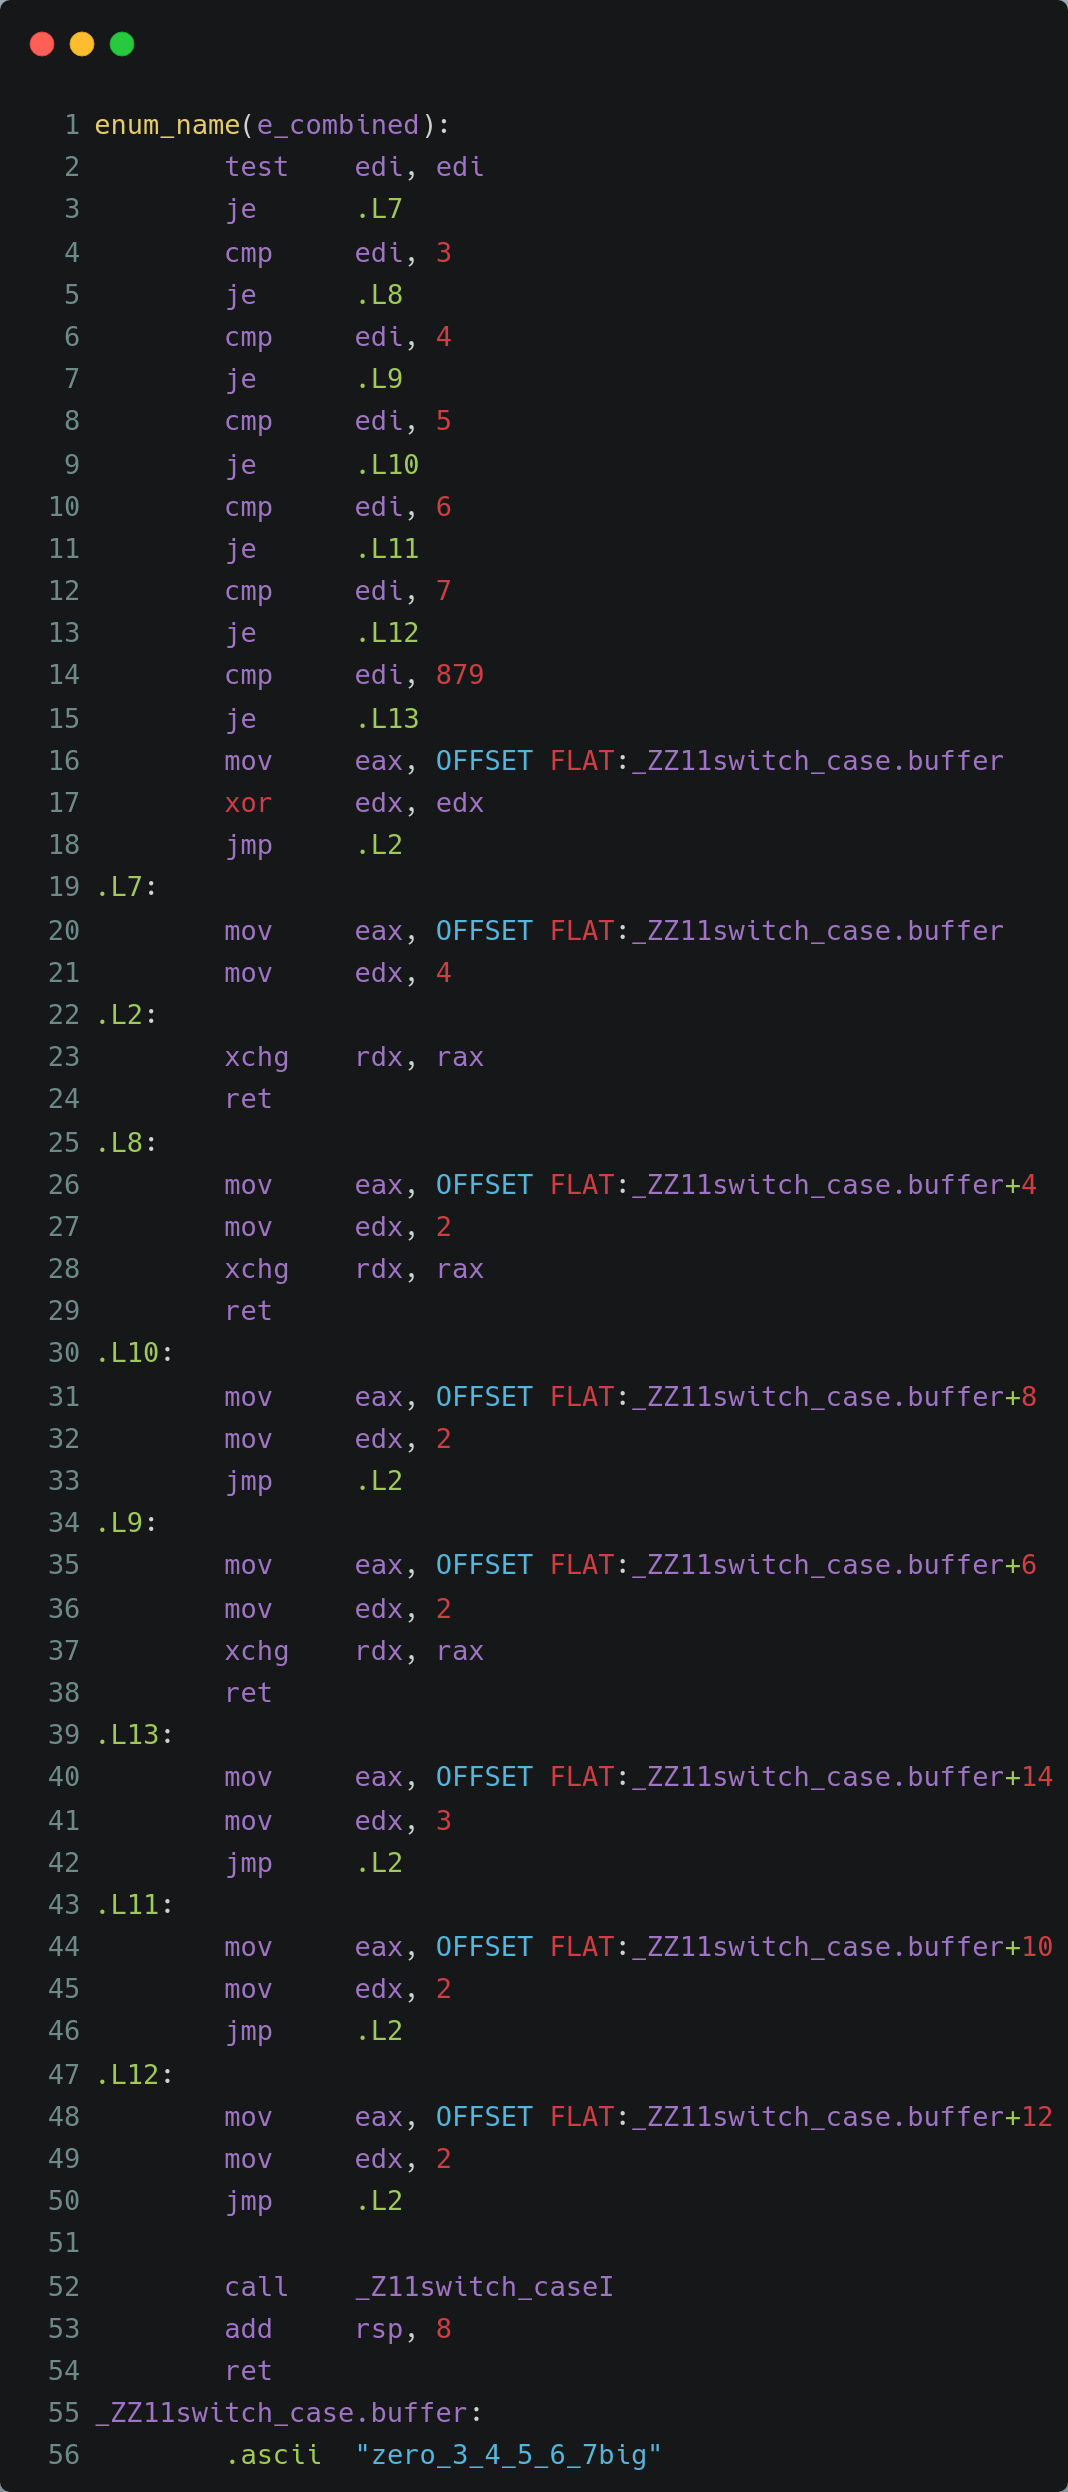 1 enum_name(e_combined):
2         test    edi, edi
3         je      .L7
4         cmp     edi, 3
5         je      .L8
6         cmp     edi, 4
7         je      .L9
8         cmp     edi, 5
9         je      .L10
10         cmp     edi, 6
11         je      .L11
12         cmp     edi, 7
13         je      .L12
14         cmp     edi, 879
15         je      .L13
16         mov     eax, OFFSET FLAT:_ZZ11switch_case.buffer
17         xor     edx, edx
18         jmp     .L2
19 .L7:
20         mov     eax, OFFSET FLAT:_ZZ11switch_case.buffer
21         mov     edx, 4
22 .L2:
23         xchg    rdx, rax
24         ret
25 .L8:
26         mov     eax, OFFSET FLAT:_ZZ11switch_case.buffer+4
27         mov     edx, 2
28         xchg    rdx, rax
29         ret
30 .L10:
31         mov     eax, OFFSET FLAT:_ZZ11switch_case.buffer+8
32         mov     edx, 2
33         jmp     .L2
34 .L9:
35         mov     eax, OFFSET FLAT:_ZZ11switch_case.buffer+6
36         mov     edx, 2
37         xchg    rdx, rax
38         ret
39 .L13:
40         mov     eax, OFFSET FLAT:_ZZ11switch_case.buffer+14
41         mov     edx, 3
42         jmp     .L2
43 .L11:
44         mov     eax, OFFSET FLAT:_ZZ11switch_case.buffer+10
45         mov     edx, 2
46         jmp     .L2
47 .L12:
48         mov     eax, OFFSET FLAT:_ZZ11switch_case.buffer+12
49         mov     edx, 2
50         jmp     .L2
51
52         call    _Z11switch_caseI
53         add     rsp, 8
54         ret
55 _ZZ11switch_case.buffer:
56         .ascii  "zero_3_4_5_6_7big"